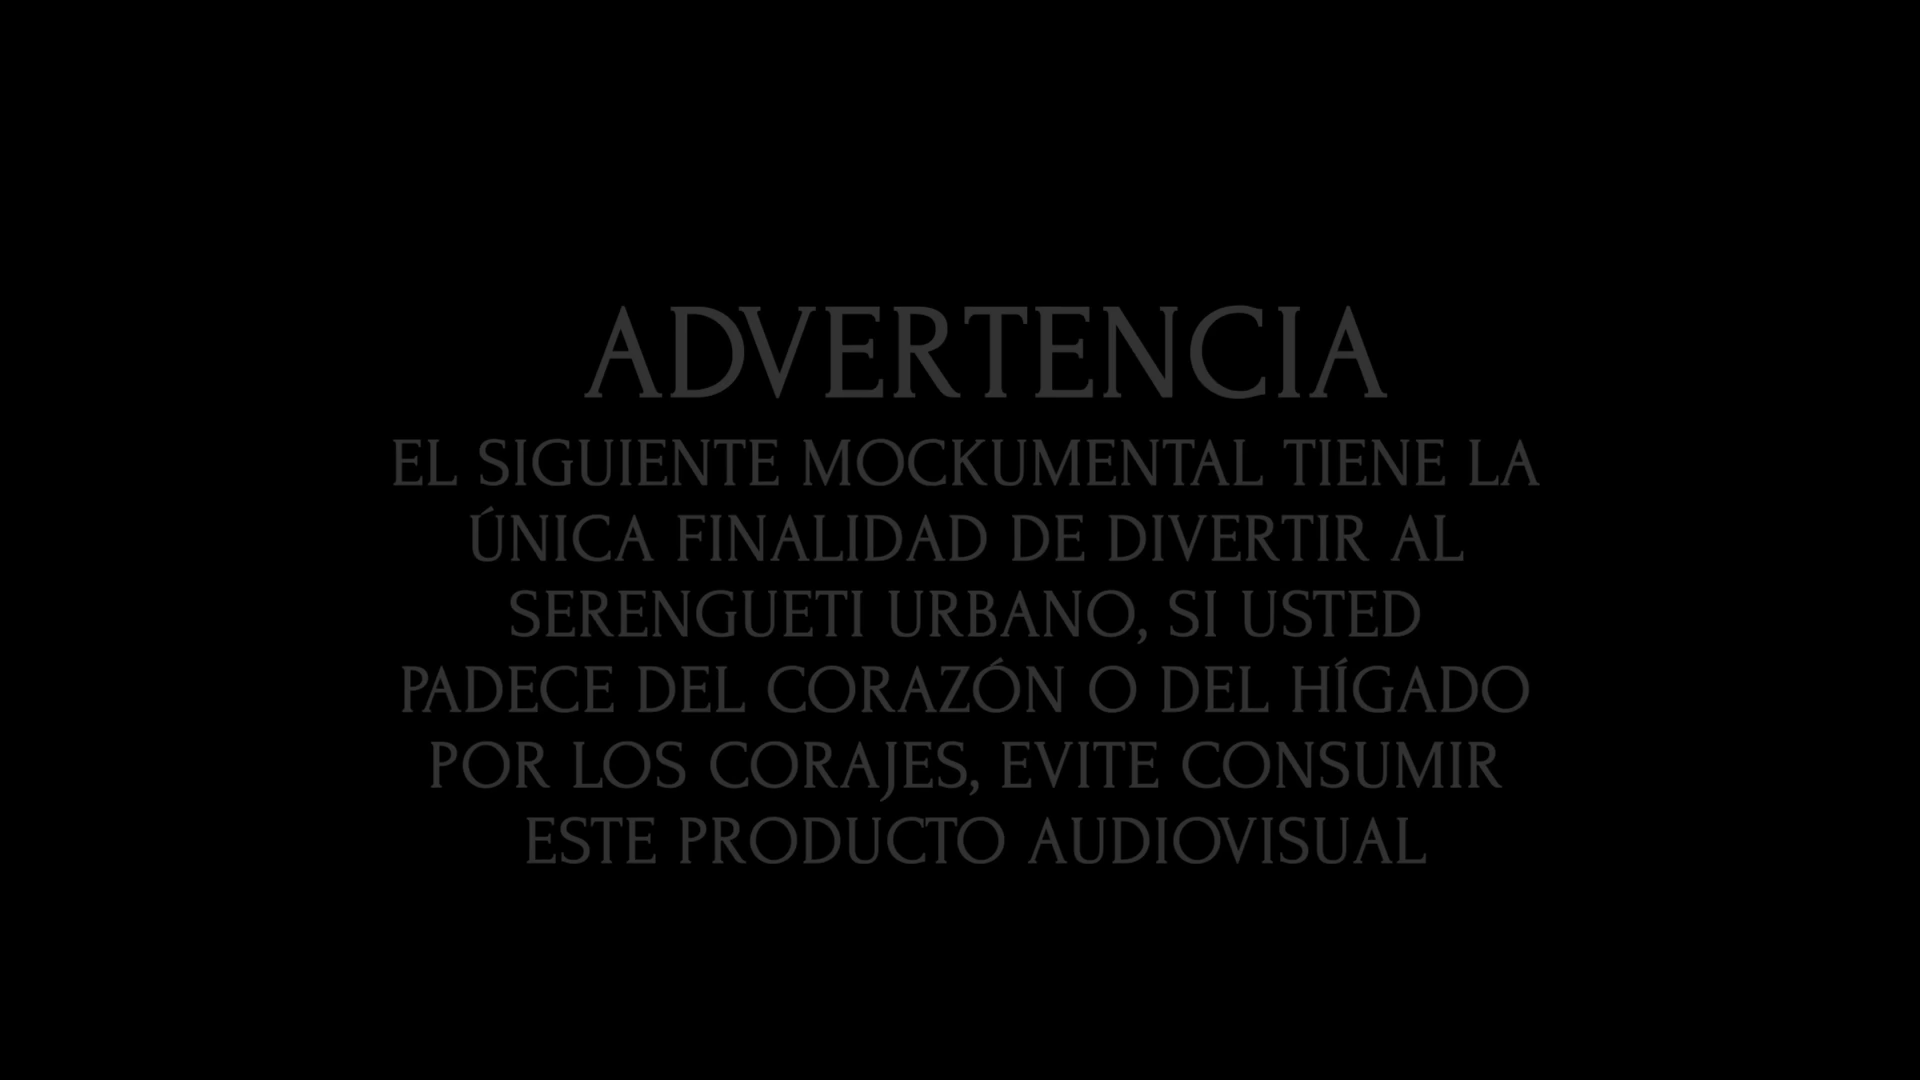 ADVERTENCIA
EL SIGUIENTE MOCKUMENTAL TIENE LA
ÚNICA FINALIDAD DE DIVERTIR AL
SERENGUETI URBANO, SI USTED
PADECE DEL CORAZÓN O DEL HÍGADO
POR LOS CORAJES, EVITE CONSUMIR
ESTE PRODUCTO AUDIOVISUAL